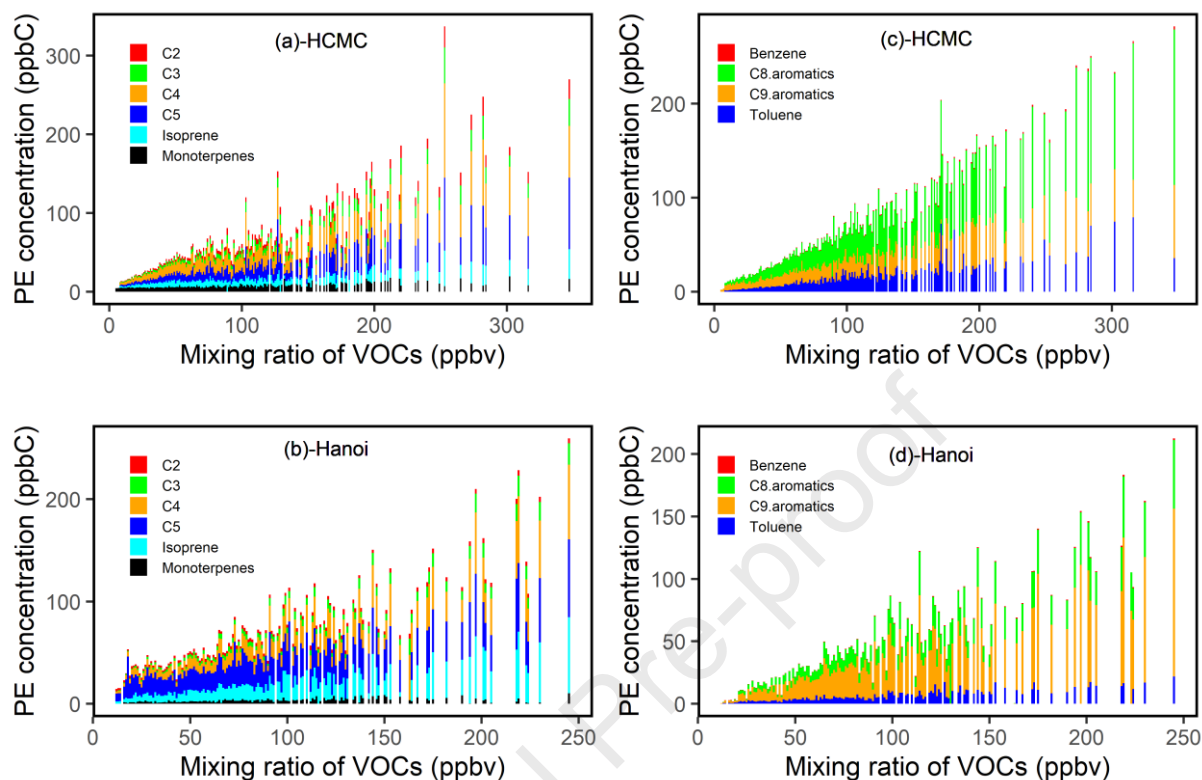 (a)-HCMC
PE concentration (ppbC)
300
200
100
0
C2
C3
C4
C5
Isoprene
Monoterpenes
0 100 200 300
Mixing ratio of VOCs (ppbv)
(c)-HCMC
PE concentration (ppbC)
200
100
0
Benzene
C8.aromatics
C9.aromatics
Toluene
0 100 200 300
Mixing ratio of VOCs (ppbv)
(b)-Hanoi
PE concentration (ppbC)
200
100
0
C2
C3
C4
C5
Isoprene
Monoterpenes
0 50 100 150 200 250
Mixing ratio of VOCs (ppbv)
(d)-Hanoi
PE concentration (ppbC)
200
150
100
50
0
Benzene
C8.aromatics
C9.aromatics
Toluene
0 50 100 150 200 250
Mixing ratio of VOCs (ppbv)
Pre-proof